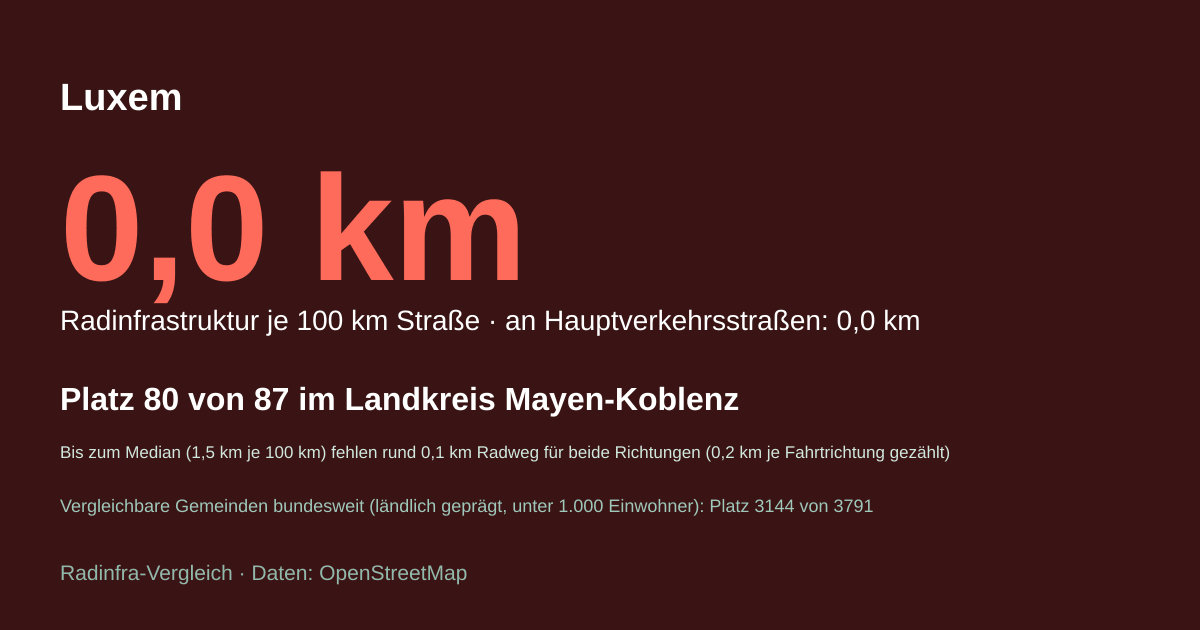 Luxem
0,0 km
Radinfrastruktur je 100 km Straße · an Hauptverkehrsstraßen: 0,0 km
Platz 80 von 87 im Landkreis Mayen-Koblenz
Bis zum Median (1,5 km je 100 km) fehlen rund 0,1 km Radweg für beide Richtungen (0,2 km je Fahrtrichtung gezählt)
Vergleichbare Gemeinden bundesweit (ländlich geprägt, unter 1.000 Einwohner): Platz 3144 von 3791
Radinfra-Vergleich · Daten: OpenStreetMap